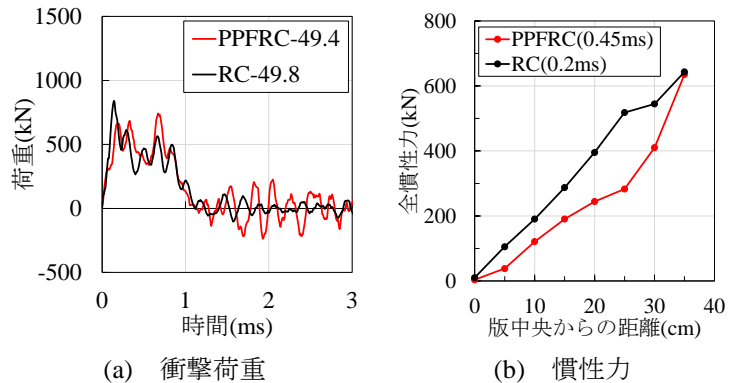 1500
1000
500
0
-500
荷重(kN)
PPFRC-49.4
RC-49.8
0
1
2
3
時間(ms)
(a) 衝撃荷重
800
600
400
200
0
全慣性力(kN)
PPFRC(0.45ms)
RC(0.2ms)
0
10
20
30
40
版中央からの距離(cm)
(b) 慣性力